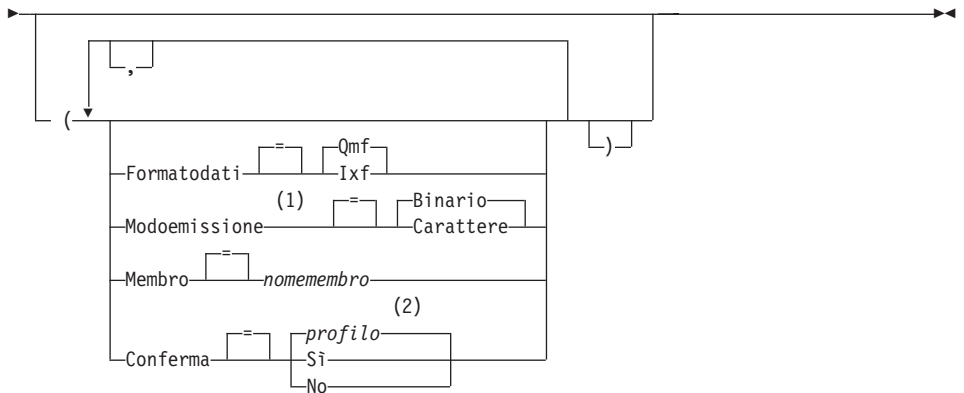 ,
( )
= Qmf
Formatodati Ixf
(1)
= Binario
Modoemissione Carattere
=
Membro nomemembro
(2)
= profilo
Conferma Sì
No